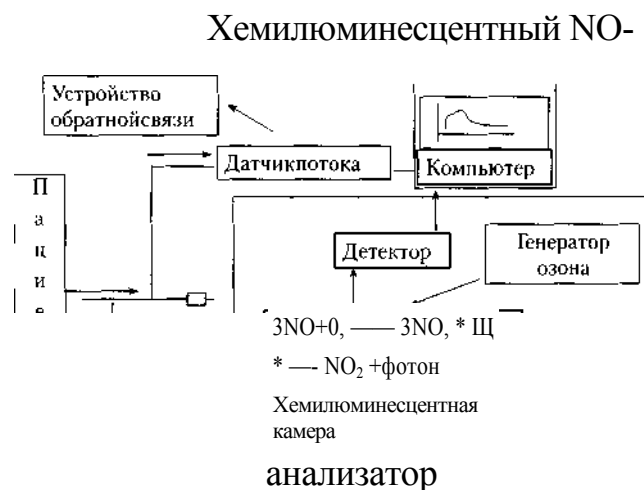 Хемилюминесцентный NO-
Устройство
обратнойсвязи
Датчикпотока
Компьютер
П
а
ц
и
е
Детектор
Генератор
озона
3NO+0, —— 3NO, * Щ
* —- NO₂ +фотон
Хемилюминесцентная
камера
анализатор